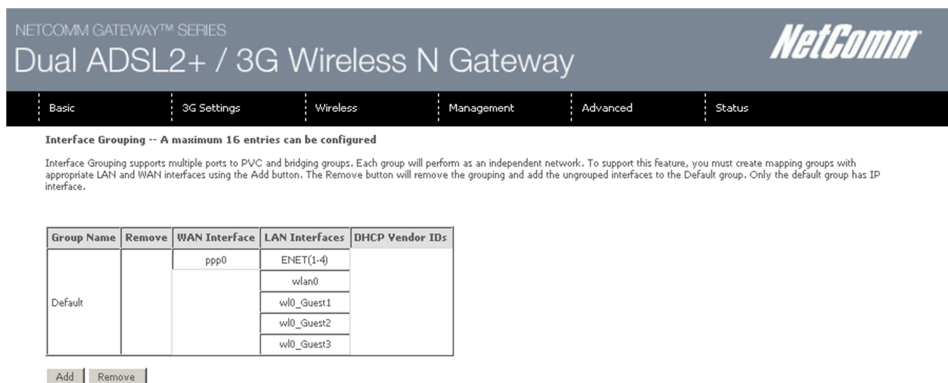 NETCOMM GATEWAY™ SERIES
Dual ADSL2+ / 3G Wireless N Gateway
NetComm
Basic 3G Settings Wireless Management Advanced Status
Interface Grouping -- A maximum 16 entries can be configured
Interface Grouping supports multiple ports to PVC and bridging groups. Each group will perform as an independent network. To support this feature, you must create mapping groups with
appropriate LAN and WAN interfaces using the Add button. The Remove button will remove the grouping and add the ungrouped interfaces to the Default group. Only the default group has IP
interface.
Group Name Remove WAN Interface LAN Interfaces DHCP Vendor IDs
Default ppp0 ENET(1-4)
wlan0
wl0_Guest1
wl0_Guest2
wl0_Guest3
Add Remove